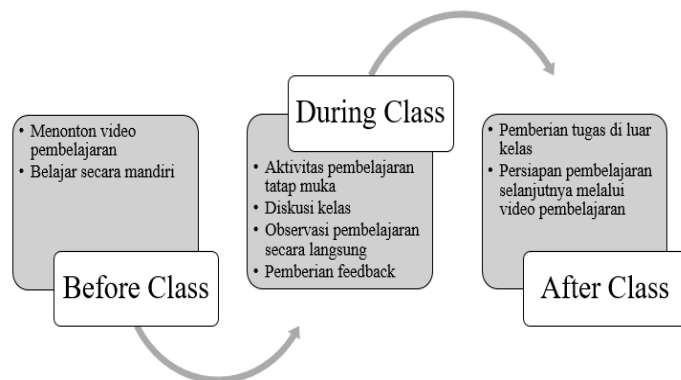 • Menonton video
pembelajaran
• Belajar secara mandiri
Before Class
During Class
• Aktivitas pembelajaran
tatap muka
• Diskusi kelas
• Observasi pembelajaran
secara langsung
• Pemberian feedback
• Pemberian tugas di luar
kelas
• Persiapan pembelajaran
selanjutnya melalui
video pembelajaran
After Class